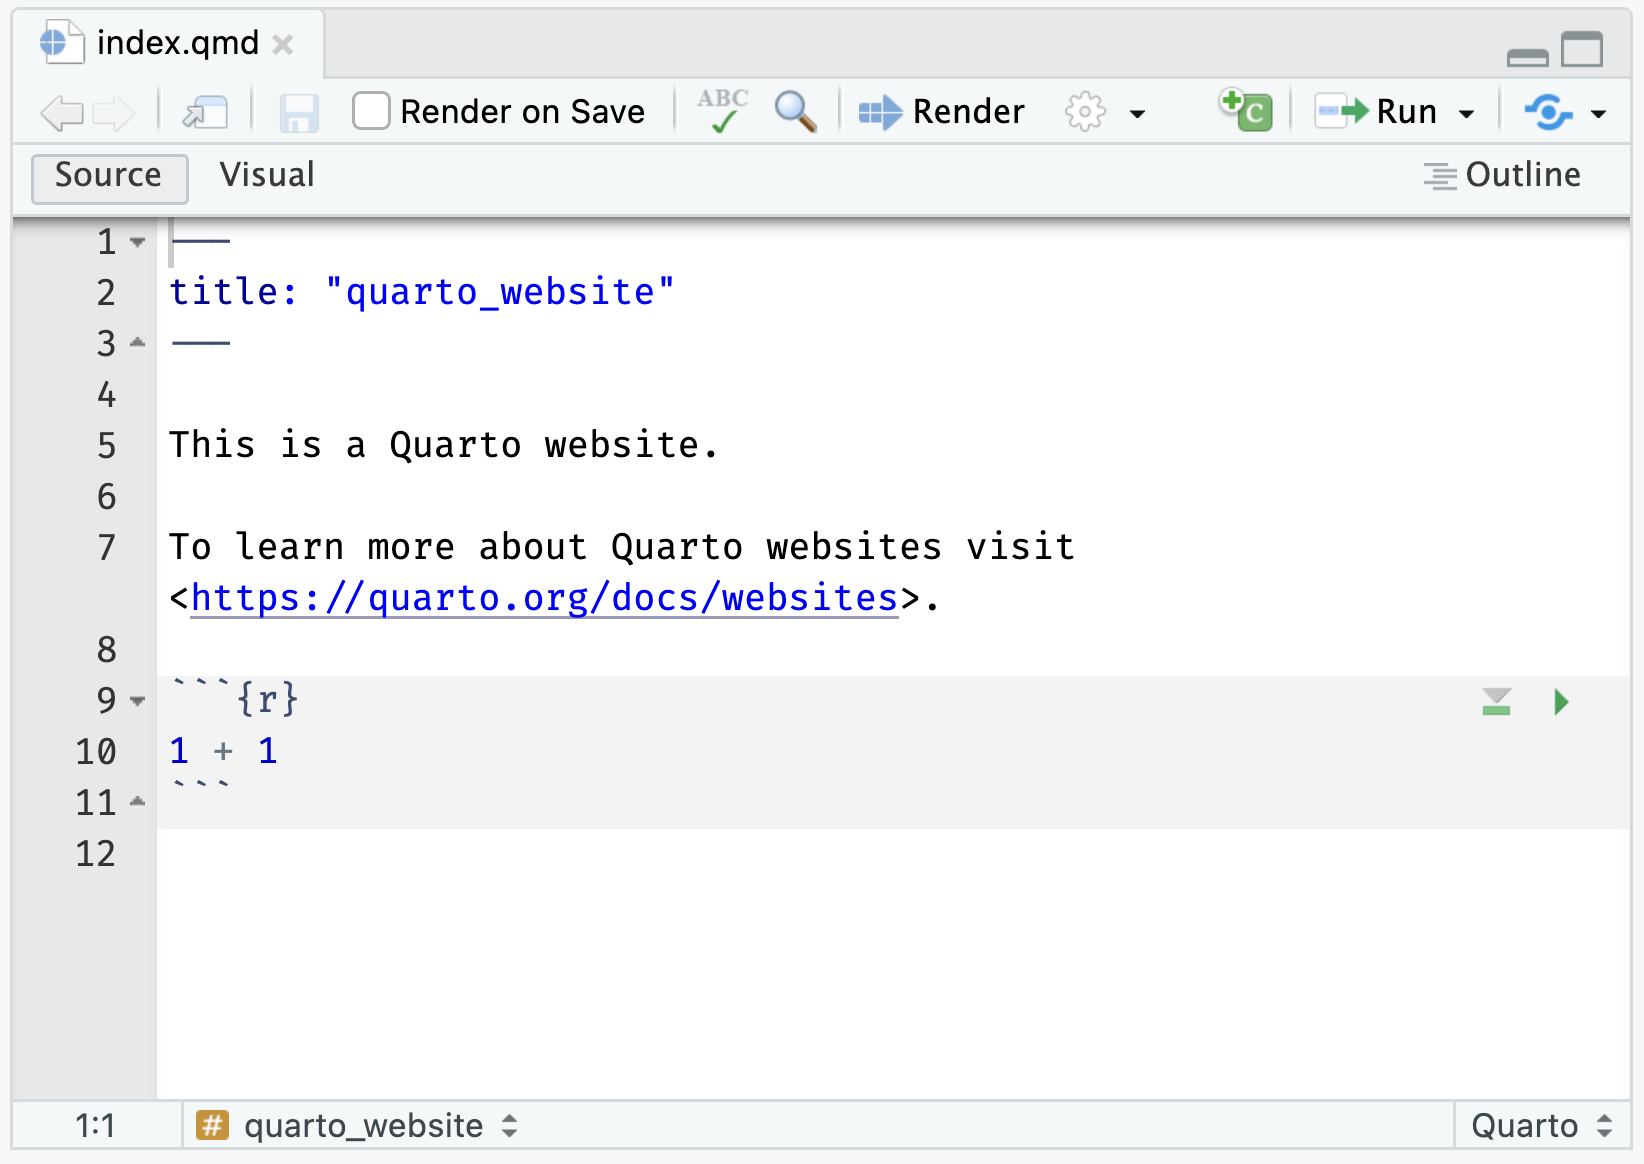 index.qmd
Render on Save ABC Render C Run
Source Visual Outline
1 ---
2 title: "quarto_website"
3 ---
4
5 This is a Quarto website.
6
7 To learn more about Quarto websites visit
<https://quarto.org/docs/websites>.
8
9 ```{r}
10 1 + 1
11 ```
12
1:1 # quarto_website Quarto